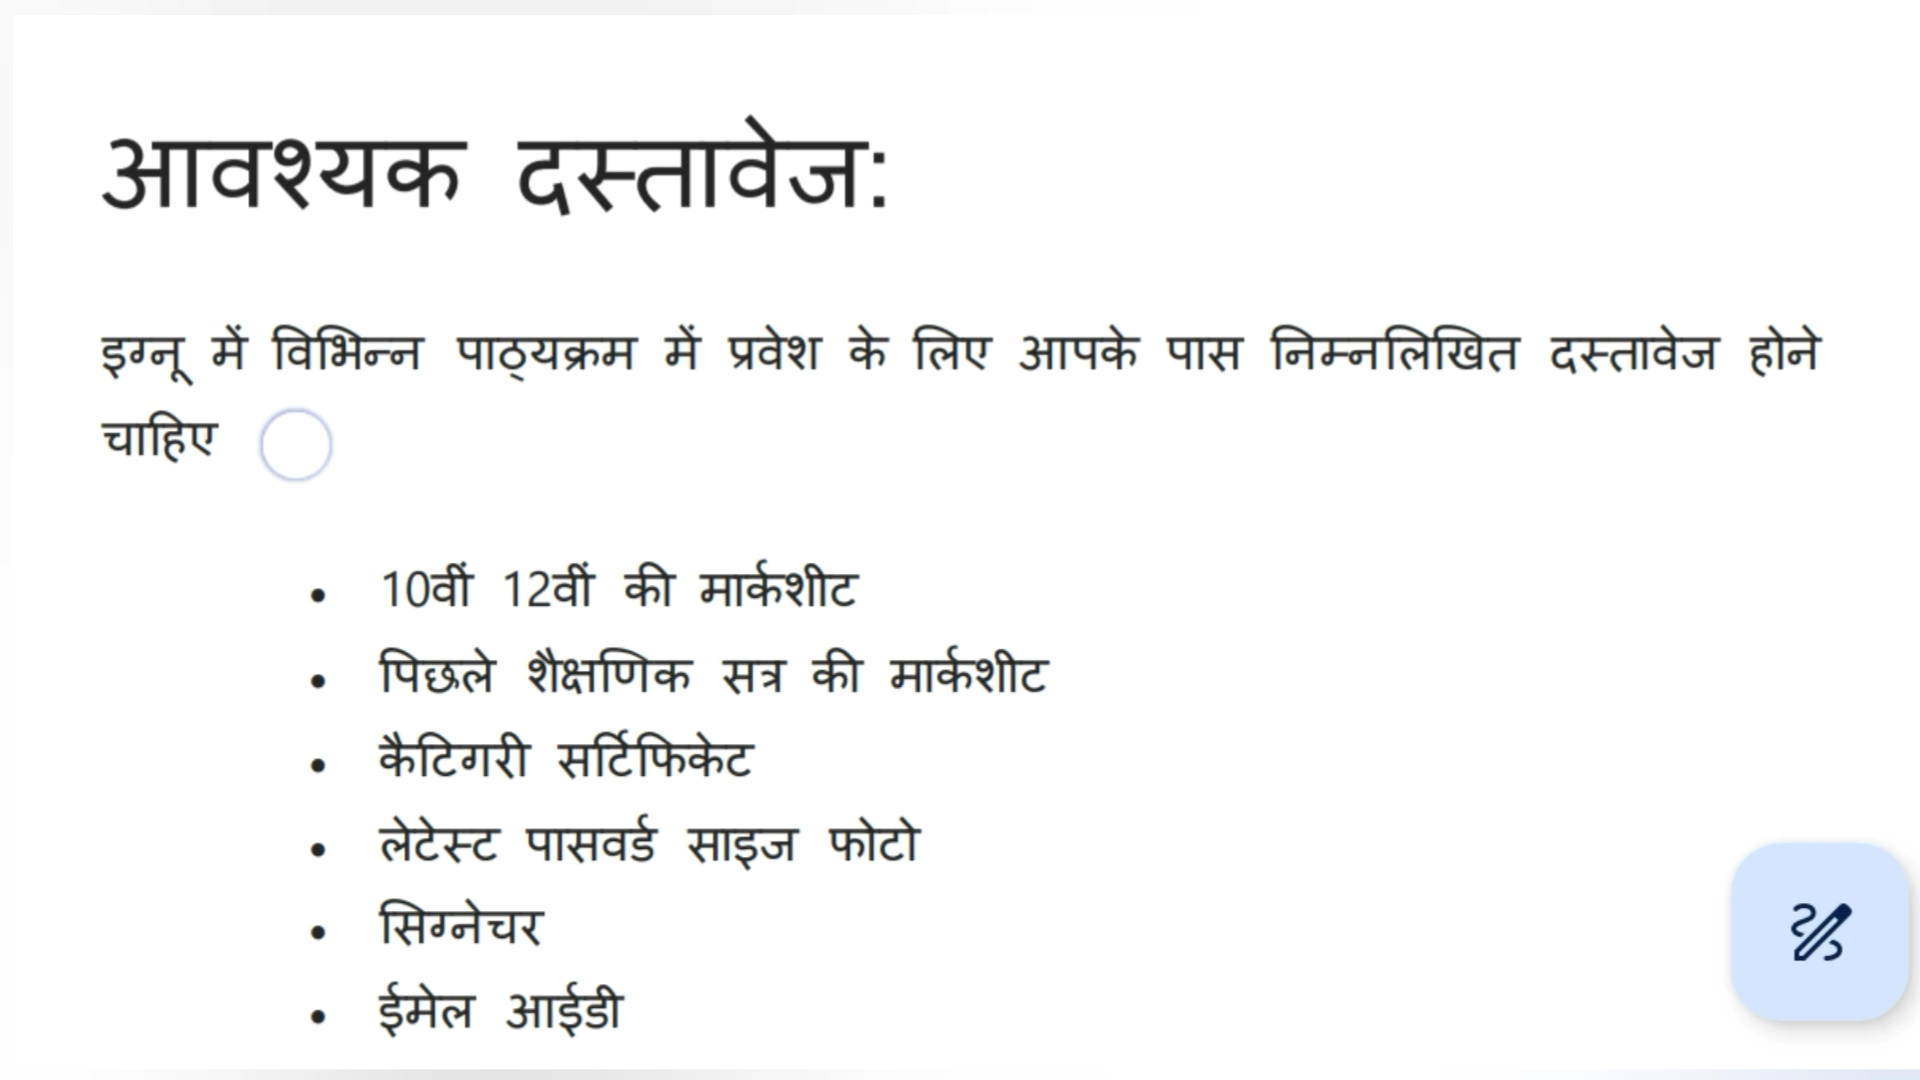 आवश्यक दस्तावेज:
इग्नू में विभिन्न पाठ्यक्रम में प्रवेश के लिए आपके पास निम्नलिखित दस्तावेज होने
चाहिए
• 10वीं 12वीं की मार्कशीट
• पिछले शैक्षणिक सत्र की मार्कशीट
• कैटिगरी सर्टिफिकेट
• लेटेस्ट पासवर्ड साइज फोटो
• सिग्नेचर
• ईमेल आईडी